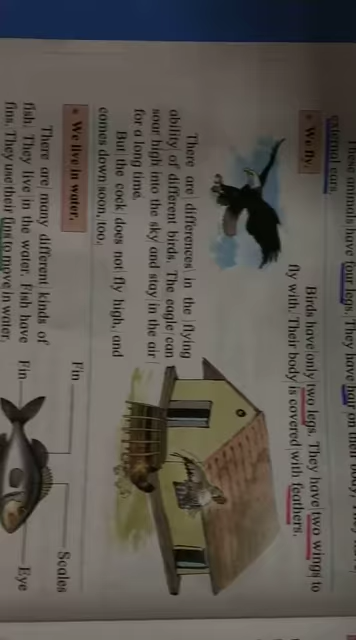 These animals have four legs. They have hair on their body. They
external ears.
• We fly.
Birds have only two legs. They have two wings to
fly with. Their body is covered with feathers.
There are differences in the flying
ability of different birds. The eagle can
soar high into the sky and stay in the air
for a long time.
But the cock does not fly high, and
comes down soon, too.
• We live in water.
There are many different kinds of
fish. They live in the water. Fish have
fins. They use their fins to move in water,
Fin
Scales
Fin
Eye